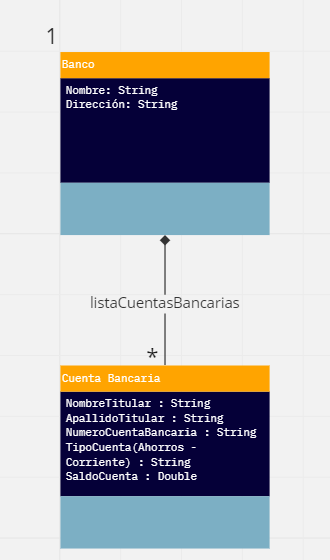 1
Banco
Nombre: String
Dirección: String
listaCuentasBancarias
*
Cuenta Bancaria
NombreTitular : String
ApallidoTitular : String
NumeroCuentaBancaria : String
TipoCuenta(Ahorros -
Corriente) : String
SaldoCuenta : Double